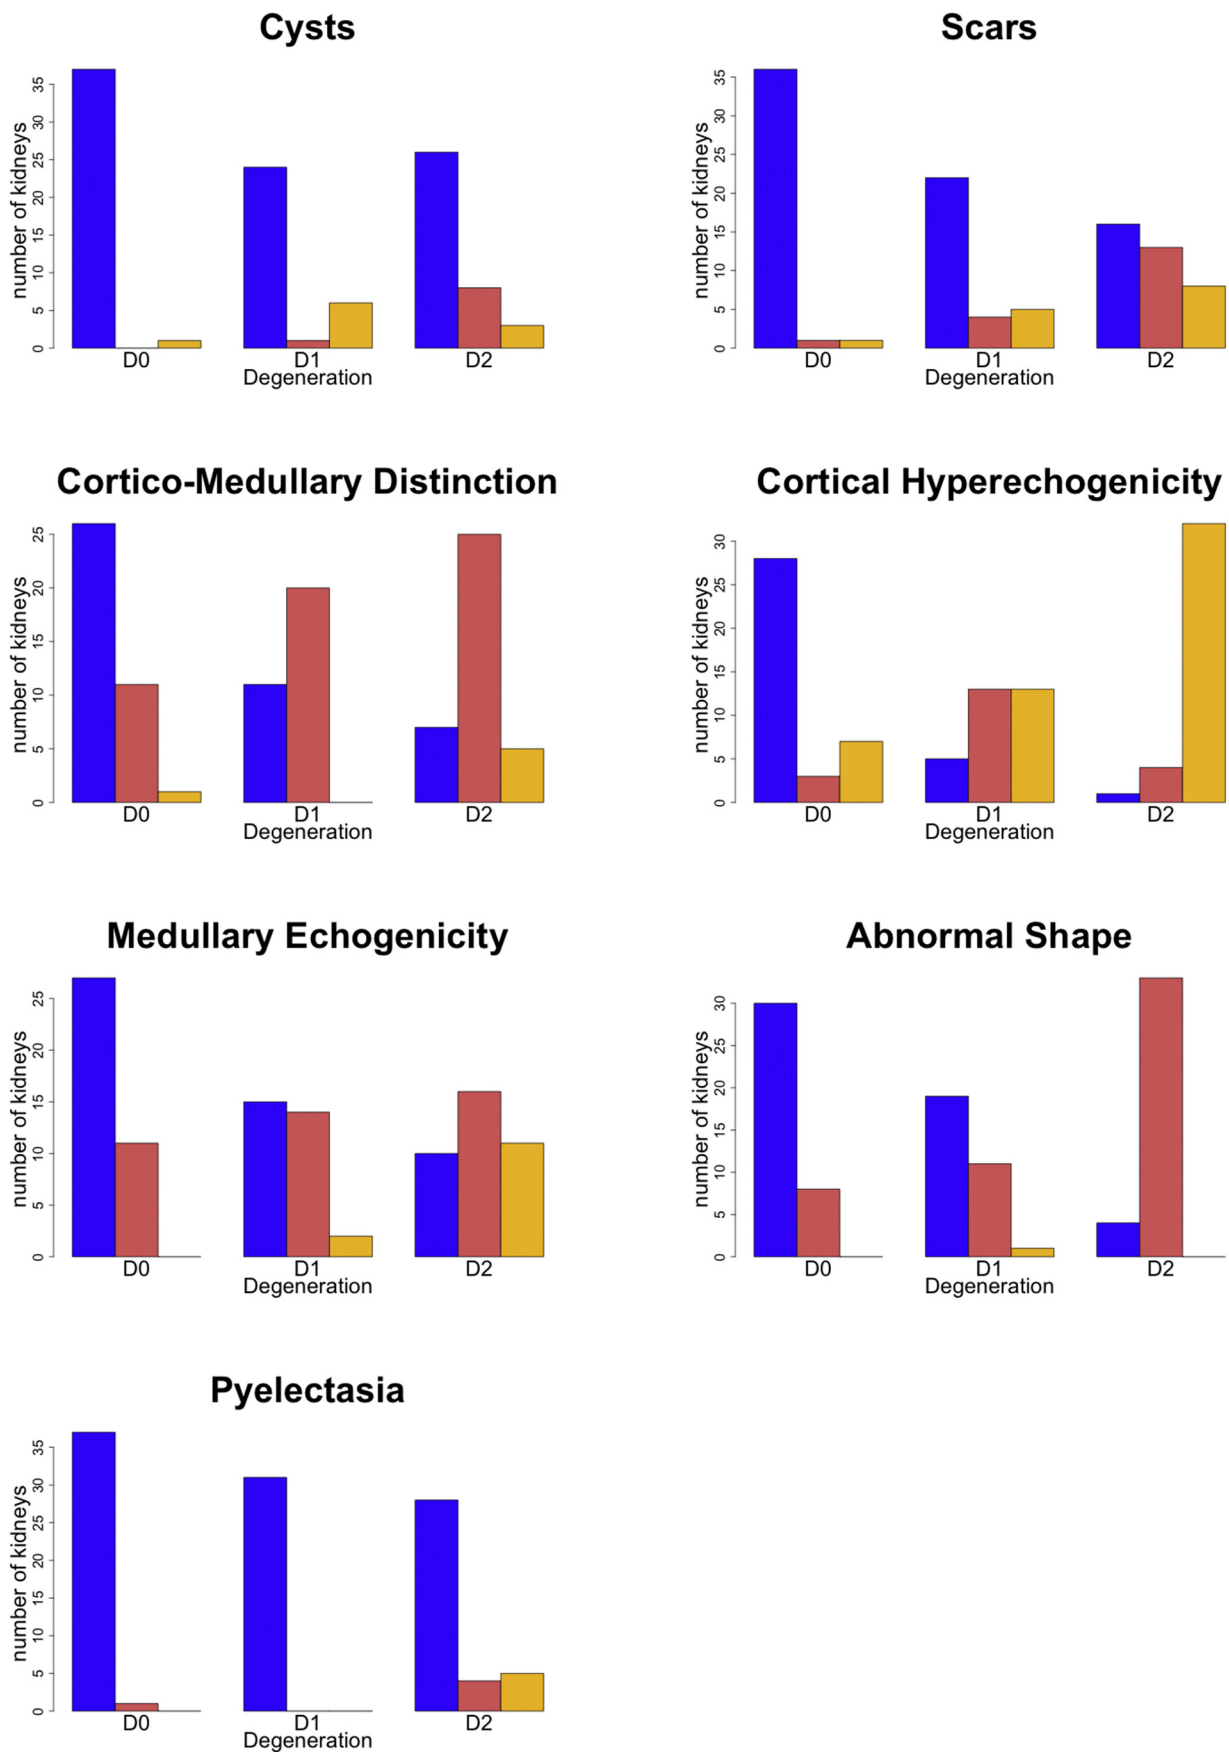 Cysts
number of kidneys
0 5 10 15 20 25 30 35
D0 D1 D2
Degeneration
Scars
number of kidneys
0 5 10 15 20 25 30 35
D0 D1 D2
Degeneration
Cortico-Medullary Distinction
number of kidneys
0 5 10 15 20 25
D0 D1 D2
Degeneration
Cortical Hyperechogenicity
number of kidneys
0 5 10 15 20 25 30
D0 D1 D2
Degeneration
Medullary Echogenicity
number of kidneys
0 5 10 15 20 25
D0 D1 D2
Degeneration
Abnormal Shape
number of kidneys
0 5 10 15 20 25 30
D0 D1 D2
Degeneration
Pyelectasia
number of kidneys
0 5 10 15 20 25 30 35
D0 D1 D2
Degeneration